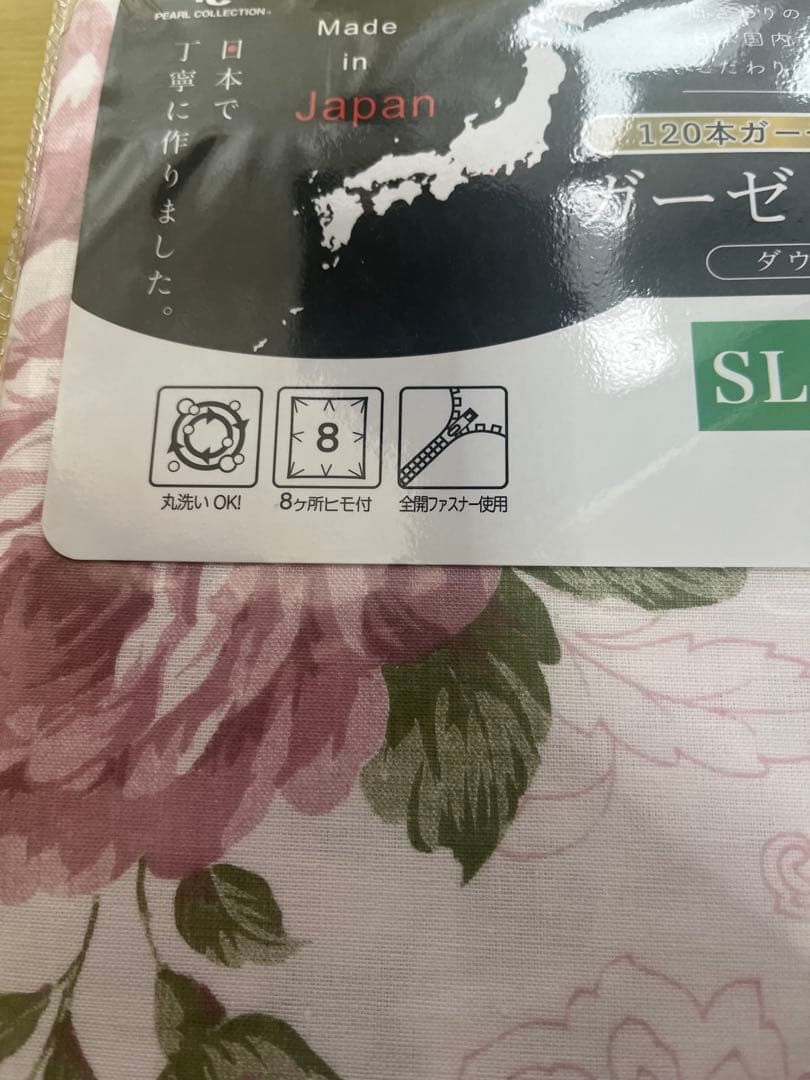 PEARL COLLECTION™
Made
in
Japan
日本で
丁寧に作りました。
120本ガー
ガーゼ
ダウ
SL
8
丸洗いOK!
8ヶ所ヒモ付
全開ファスナー使用